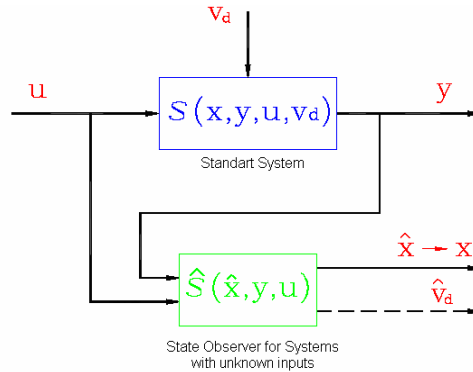 v_d
u
S(x,y,u,v_d)
y
Standart System
x̂ → x
Ŝ(x̂,y,u)
v̂_d
State Observer for Systems
with unknown inputs